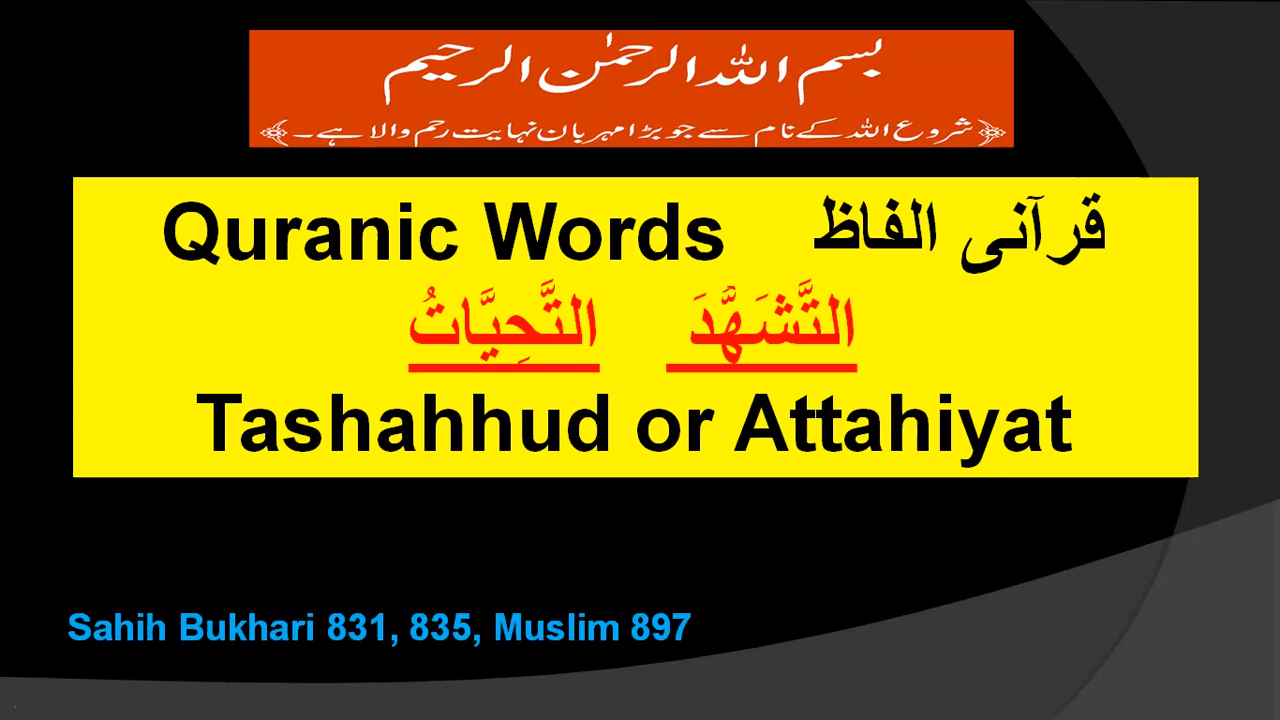 بسم اللہ الرحمٰن الرحیم
﴿شروع اللہ کے نام سے جو بڑا مہربان نہایت رحم والا ہے۔﴾
Quranic Words قرآنی الفاظ
التَّشَهَّدَ التَّحِيَّاتُ
Tashahhud or Attahiyat
Sahih Bukhari 831, 835, Muslim 897